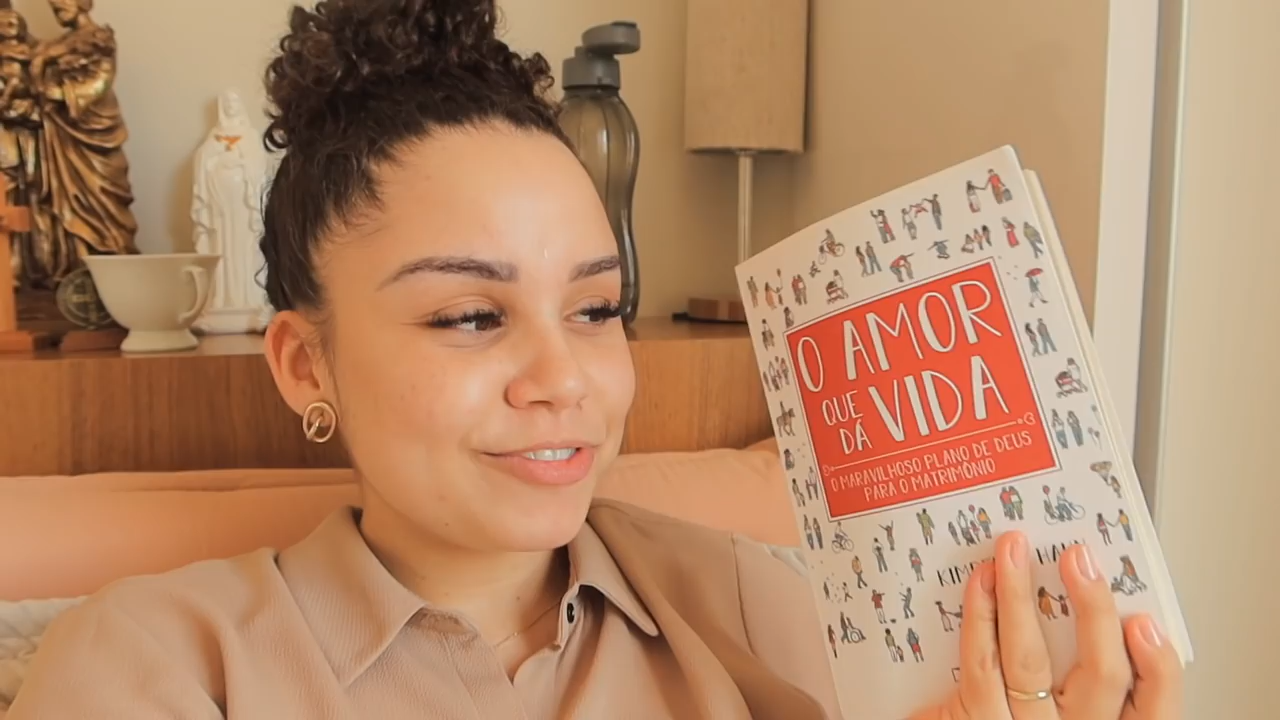 O AMOR
QUE
DÁ VIDA
O MARAVILHOSO PLANO DE DEUS
PARA O MATRIMÔNIO